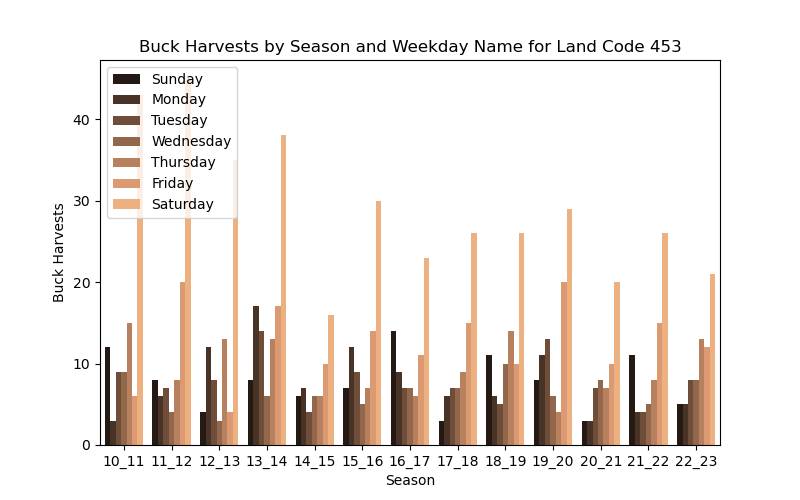 Buck Harvests by Season and Weekday Name for Land Code 453
Sunday
Monday
Tuesday
Wednesday
Thursday
Friday
Saturday
40
30
20
10
0
Buck Harvests
10_11 11_12 12_13 13_14 14_15 15_16 16_17 17_18 18_19 19_20 20_21 21_22 22_23
Season